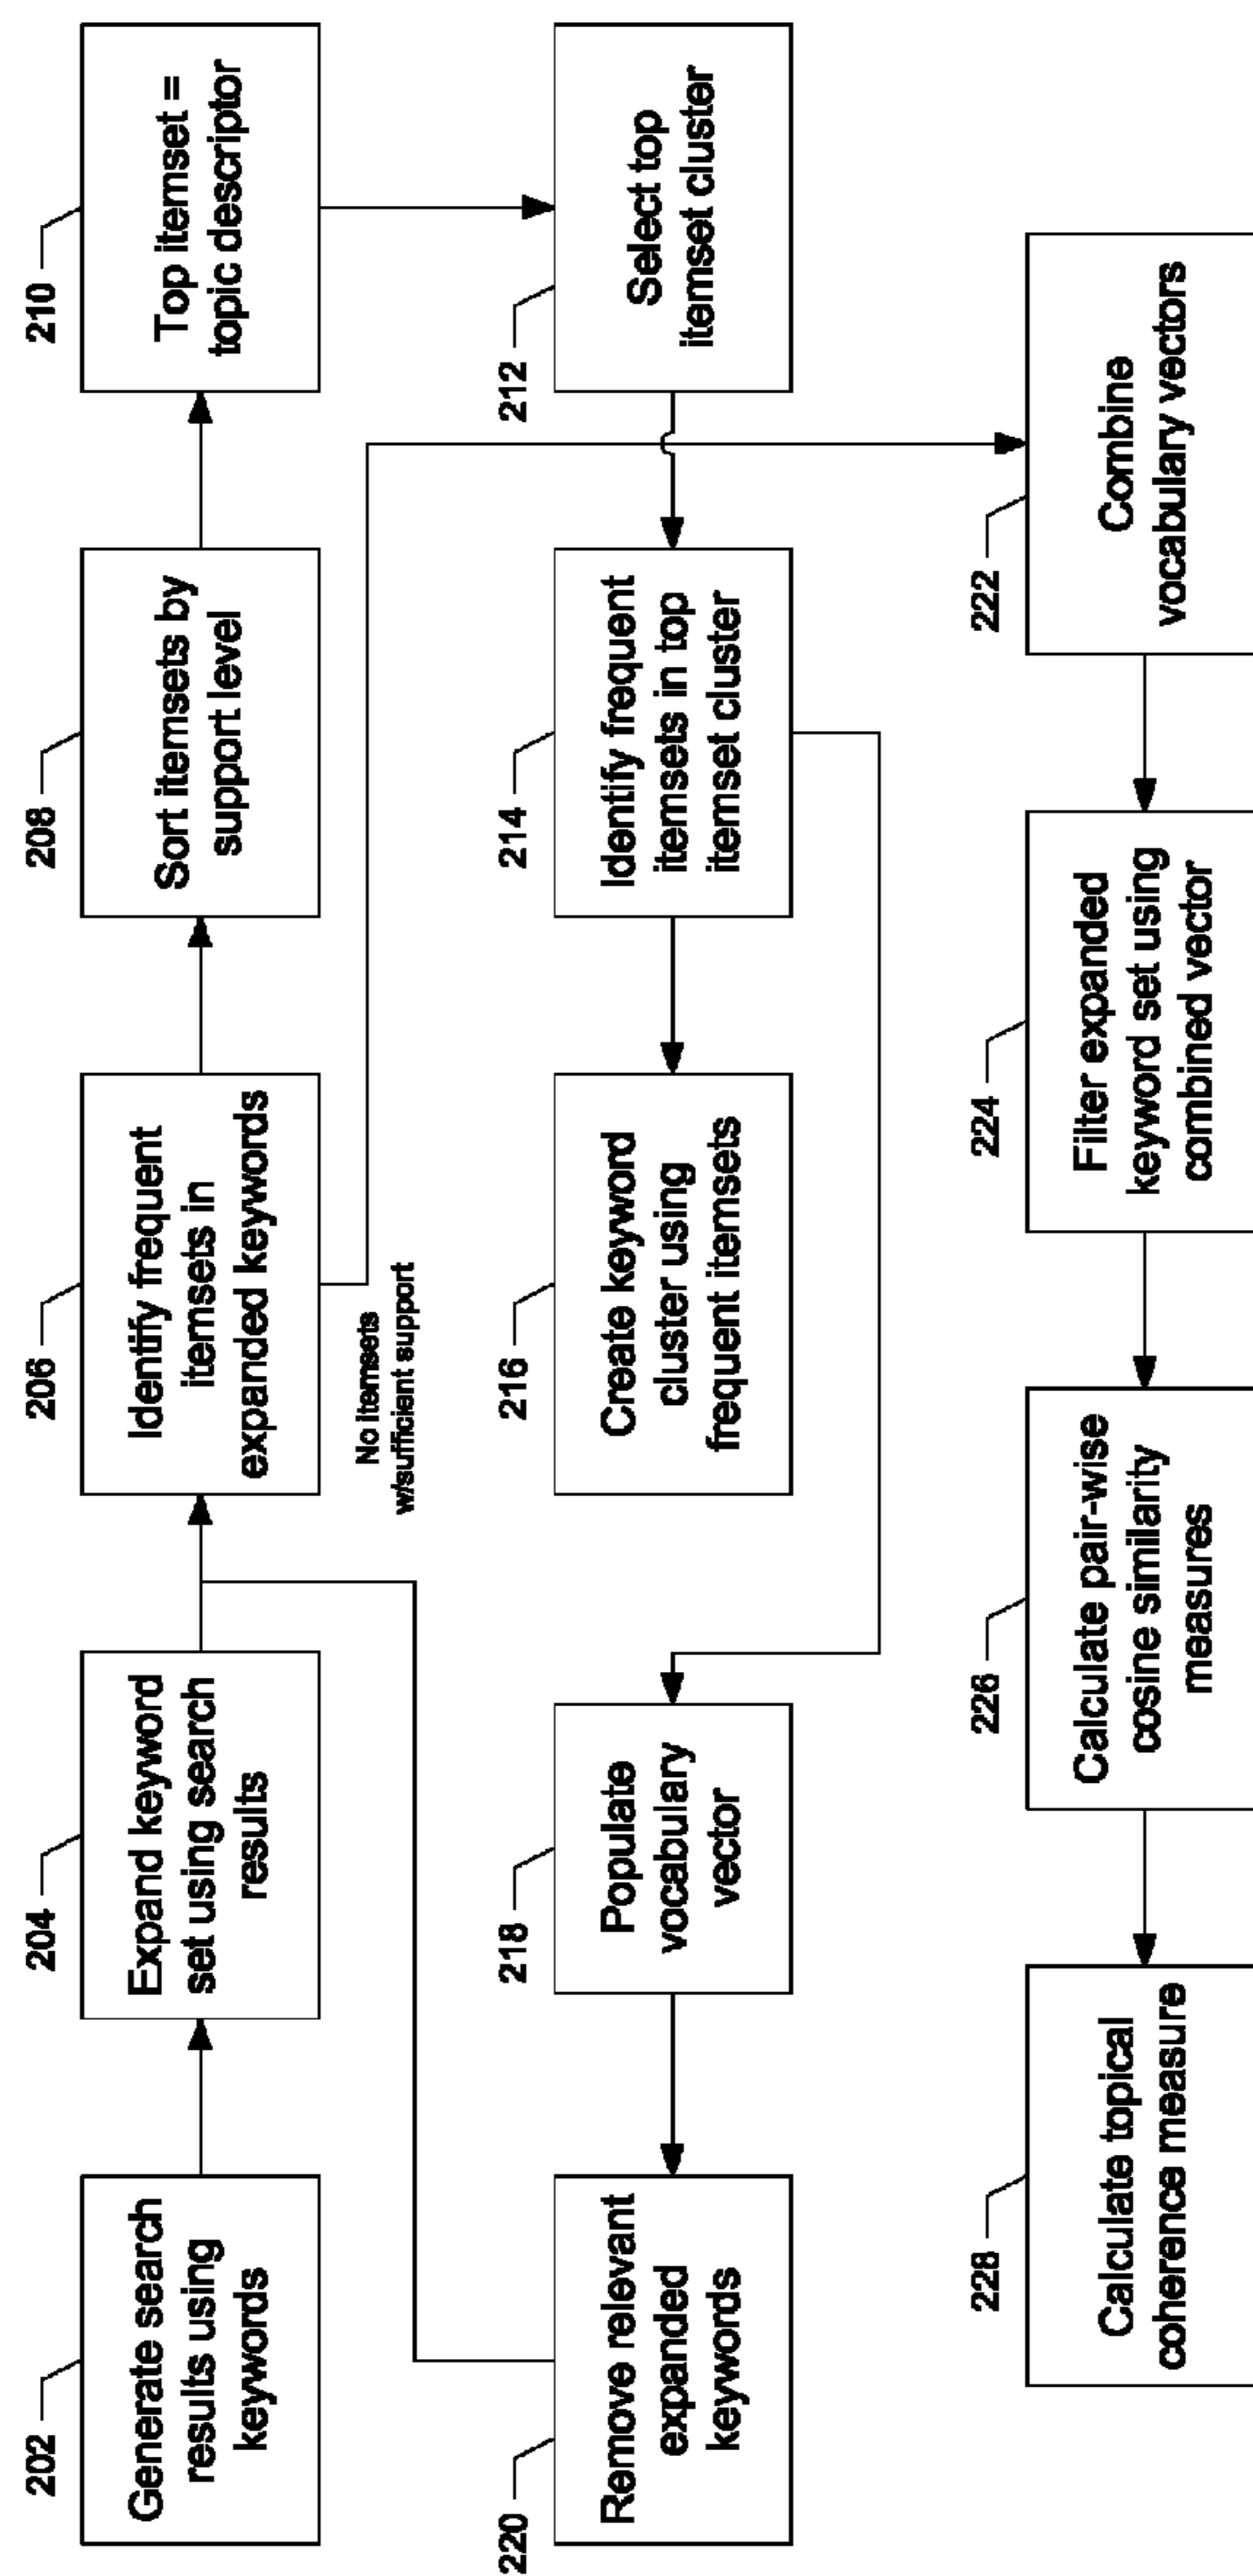 202
Generate search
results using
keywords
204
Expand keyword
set using search
results
206
Identify frequent
itemsets in
expanded keywords
208
Sort itemsets by
support level
210
Top itemset =
topic descriptor
No itemsets
w/sufficient support
220
Remove relevant
expanded
keywords
218
Populate
vocabulary
vector
216
Create keyword
cluster using
frequent itemsets
214
Identify frequent
itemsets in top
itemset cluster
212
Select top
itemset cluster
228
Calculate topical
coherence measure
226
Calculate pair-wise
cosine similarity
measures
224
Filter expanded
keyword set using
combined vector
222
Combine
vocabulary vectors